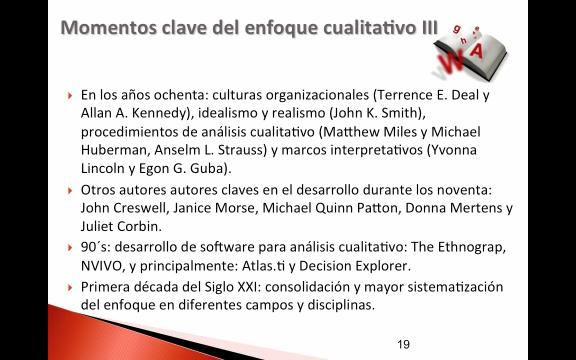 Momentos clave del enfoque cualitativo III
En los años ochenta: culturas organizacionales (Terrence E. Deal y
Allan A. Kennedy), idealismo y realismo (John K. Smith),
procedimientos de análisis cualitativo (Matthew Miles y Michael
Huberman, Anselm L. Strauss) y marcos interpretativos (Yvonna
Lincoln y Egon G. Guba).
Otros autores autores claves en el desarrollo durante los noventa:
John Creswell, Janice Morse, Michael Quinn Patton, Donna Mertens y
Juliet Corbin.
90´s: desarrollo de software para análisis cualitativo: The Ethnograp,
NVIVO, y principalmente: Atlas.ti y Decision Explorer.
Primera década del Siglo XXI: consolidación y mayor sistematización
del enfoque en diferentes campos y disciplinas.
19